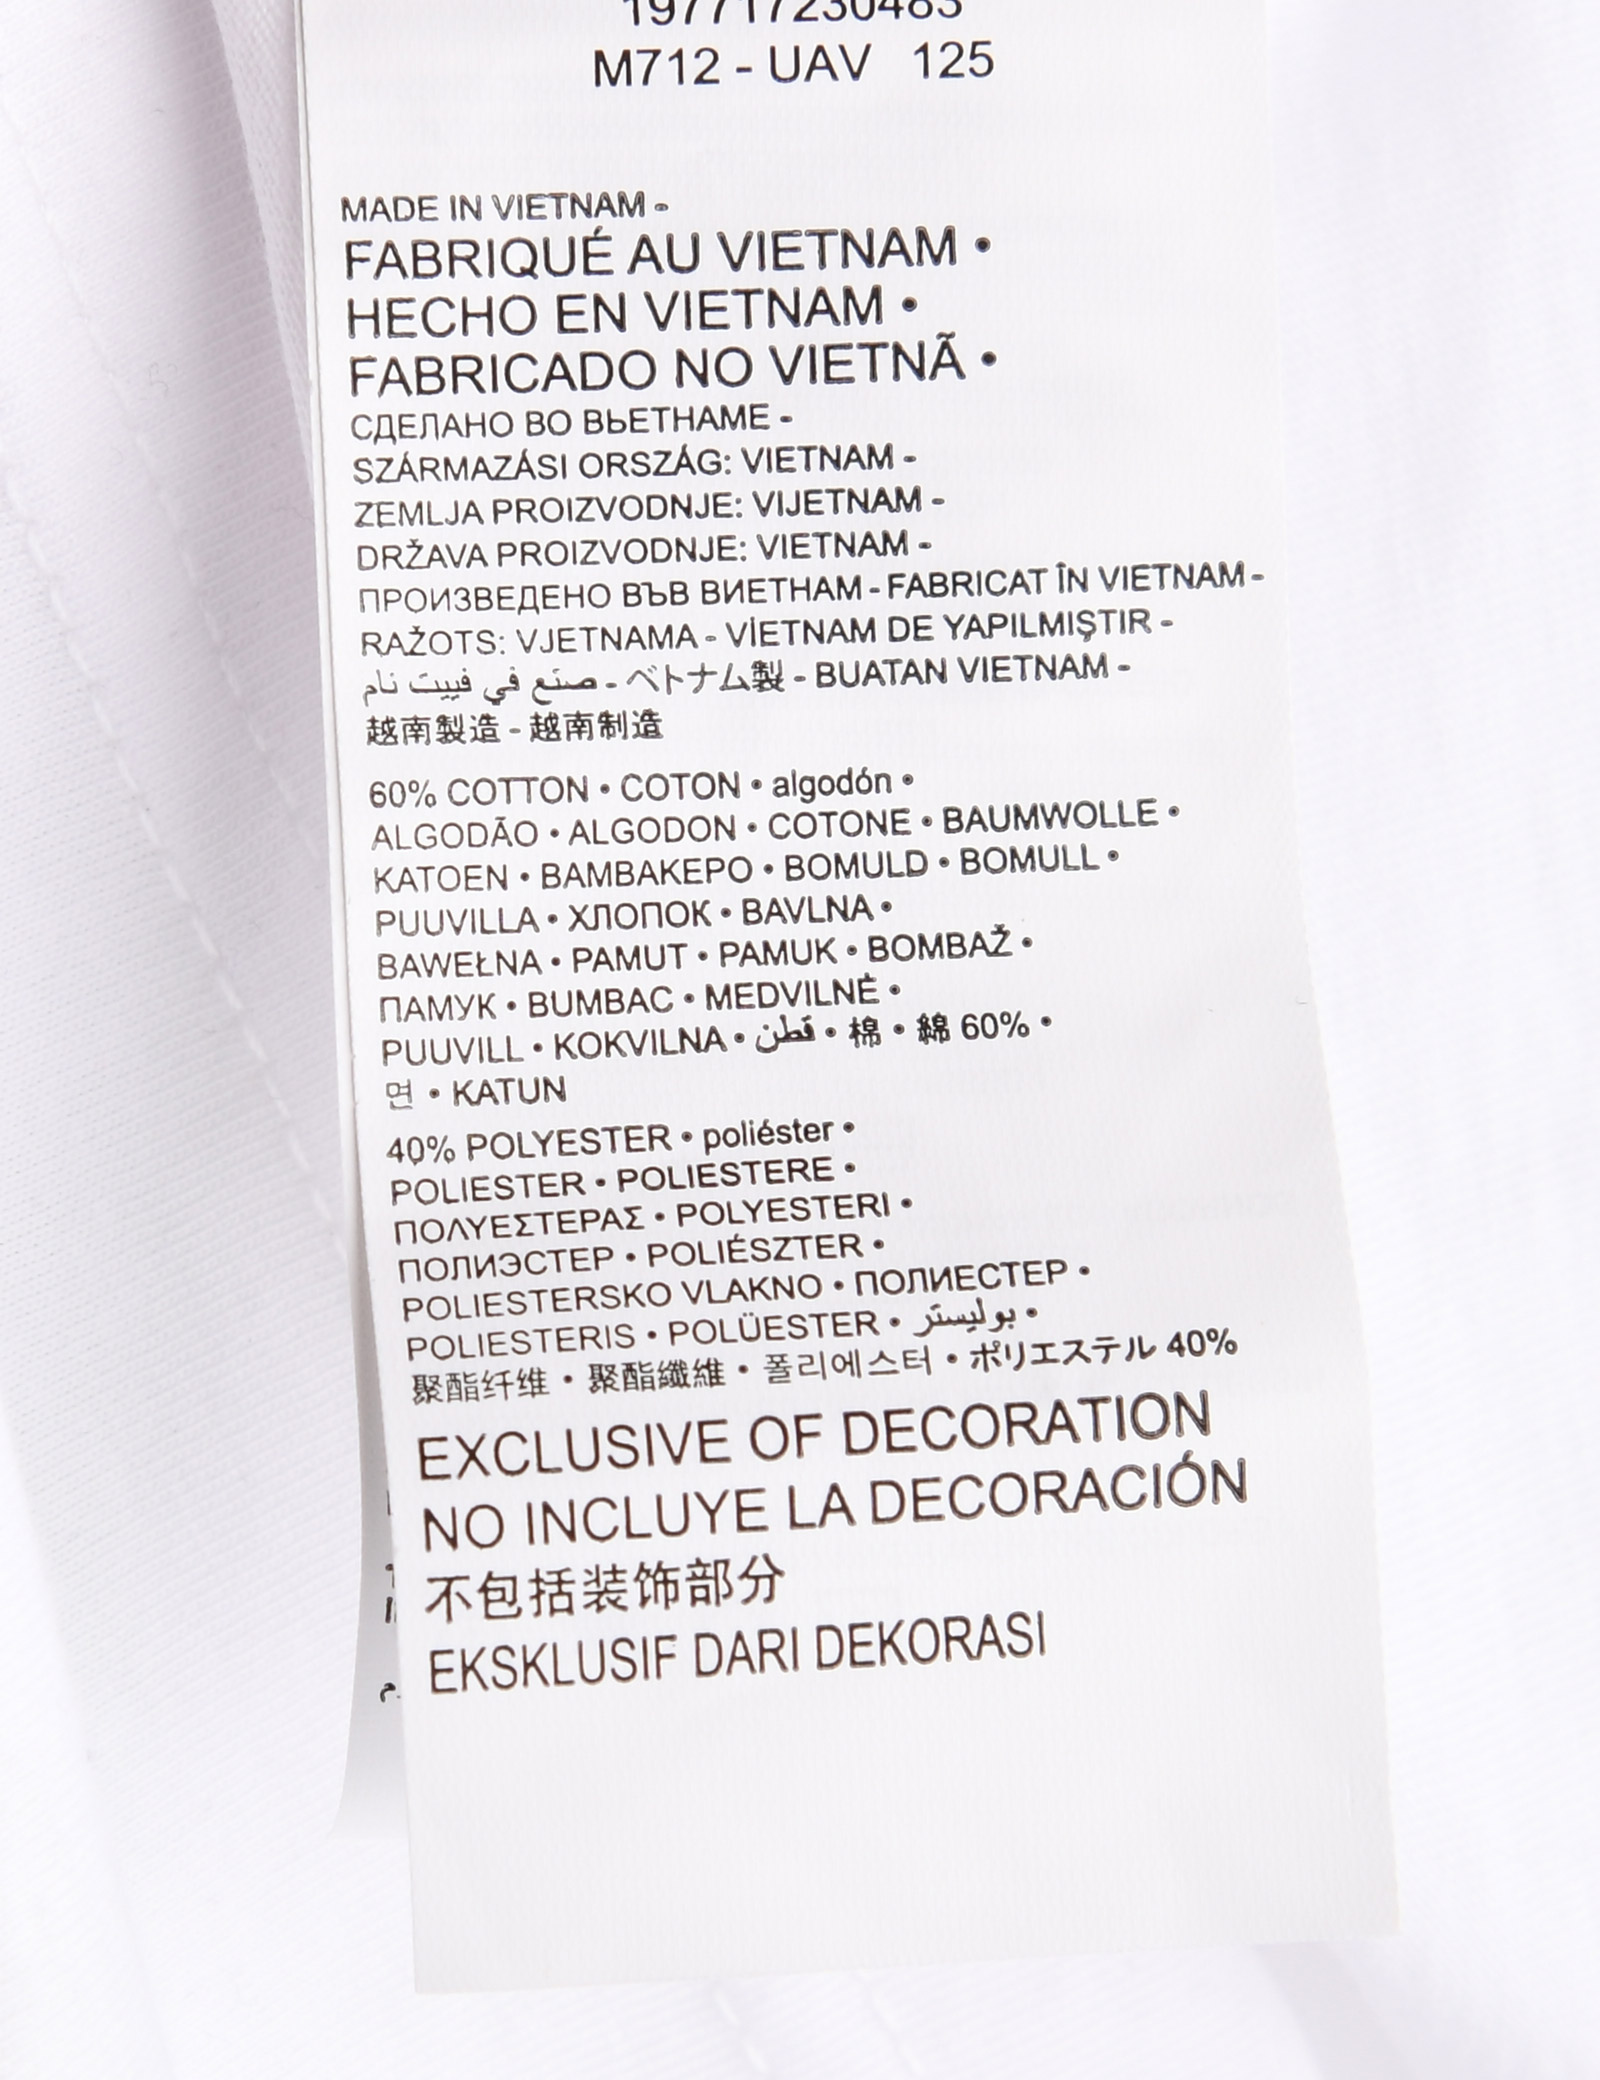 197717230483
M712 - UAV 125
MADE IN VIETNAM -
FABRIQUÉ AU VIETNAM •
HECHO EN VIETNAM •
FABRICADO NO VIETNÃ •
СДЕЛАНО ВО ВЬЕТНАМЕ -
SZÁRMAZÁSI ORSZÁG: VIETNAM -
ZEMLJA PROIZVODNJE: VIJETNAM -
DRŽAVA PROIZVODNJE: VIETNAM -
ПРОИЗВЕДЕНО ВЪВ ВИЕТНАМ - FABRICAT ÎN VIETNAM -
RAŽOTS: VJETNAMA - VİETNAM DE YAPILMIŞTIR -
صنع في فييت نام - ベトナム製 - BUATAN VIETNAM -
越南製造 - 越南制造
60% COTTON • COTON • algodón •
ALGODÃO • ALGODON • COTONE • BAUMWOLLE •
KATOEN • ΒΑΜΒΑΚΕΡΟ • BOMULD • BOMULL •
PUUVILLA • ХЛОПОК • BAVLNA •
BAWEŁNA • PAMUT • PAMUK • BOMBAŽ •
ПАМУК • BUMBAC • MEDVILNĖ •
PUUVILL • KOKVILNA • قطن • 棉 • 綿 60% •
면 • KATUN
40% POLYESTER • poliéster •
POLIESTER • POLIESTERE •
ΠΟΛΥΕΣΤΕΡΑΣ • POLYESTERI •
ПОЛИЭСТЕР • POLIÉSZTER •
POLIESTERSKO VLAKNO • ПОЛИЕСТЕР •
POLIESTERIS • POLÜESTER • بوليستر •
聚酯纤维 • 聚酯纖維 • 폴리에스터 • ポリエステル 40%
EXCLUSIVE OF DECORATION
NO INCLUYE LA DECORACIÓN
不包括装饰部分
EKSKLUSIF DARI DEKORASI